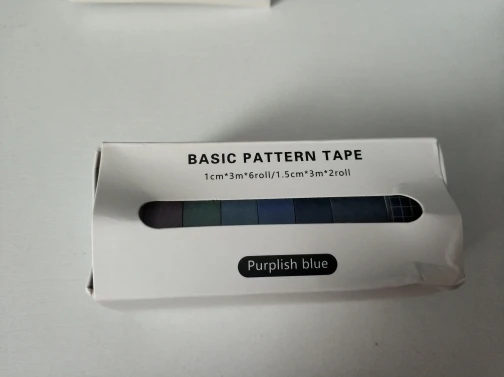 BASIC PATTERN TAPE
1cm*3m*6roll/1.5cm*3m*2roll
Purplish blue